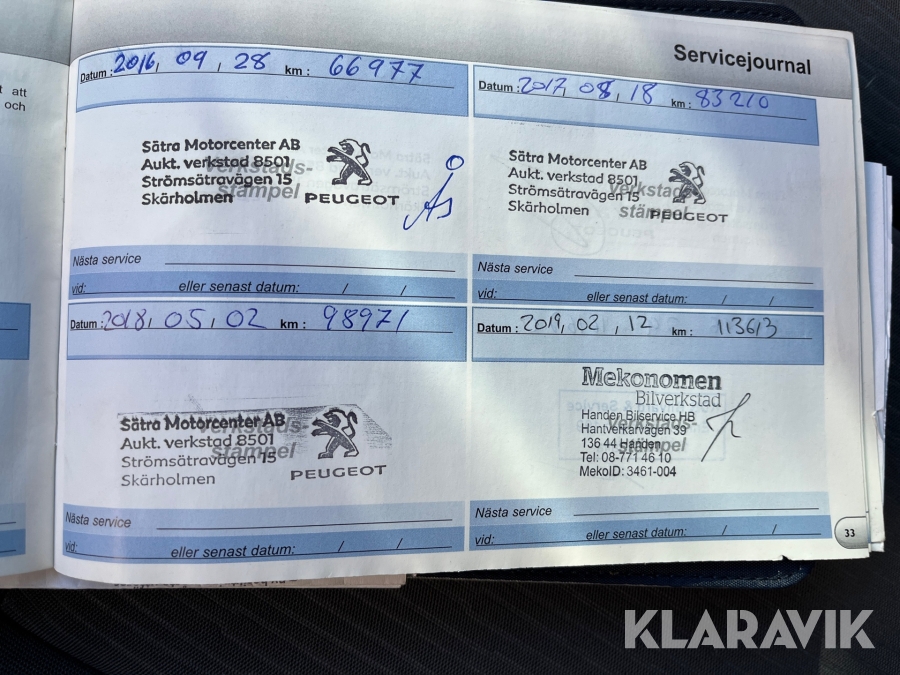 t att
och
Servicejournal
Datum : 2016, 09, 28 km : 66977
Sätra Motorcenter AB
Aukt. verkstad 8501
Strömsätravägen 15
Skärholmen
Verkstads-
stämpel
PEUGEOT
Nästa service
vid: eller senast datum: / /
Datum : 2017, 08, 18 km : 83210
Sätra Motorcenter AB
Aukt. verkstad 8501
Strömsätravägen 15
Skärholmen
Verkstads-
stämpel
PEUGEOT
Nästa service
vid: eller senast datum: / /
Datum : 2018, 05, 02 km : 98971
Sätra Motorcenter AB
Aukt. verkstad 8501
Strömsätravägen 15
Skärholmen
Verkstads-
stämpel
PEUGEOT
Nästa service
vid: eller senast datum: / /
Datum : 2019, 02, 12 km : 113613
Mekonomen
Bilverkstad
Handen Bilservice HB
Hantverkarvägen 39
136 44 Handen
Tel: 08-771 46 10
MekoID: 3461-004
Verkstads-
stämpel
Nästa service
vid: eller senast datum: / /
33
KLARAVIK